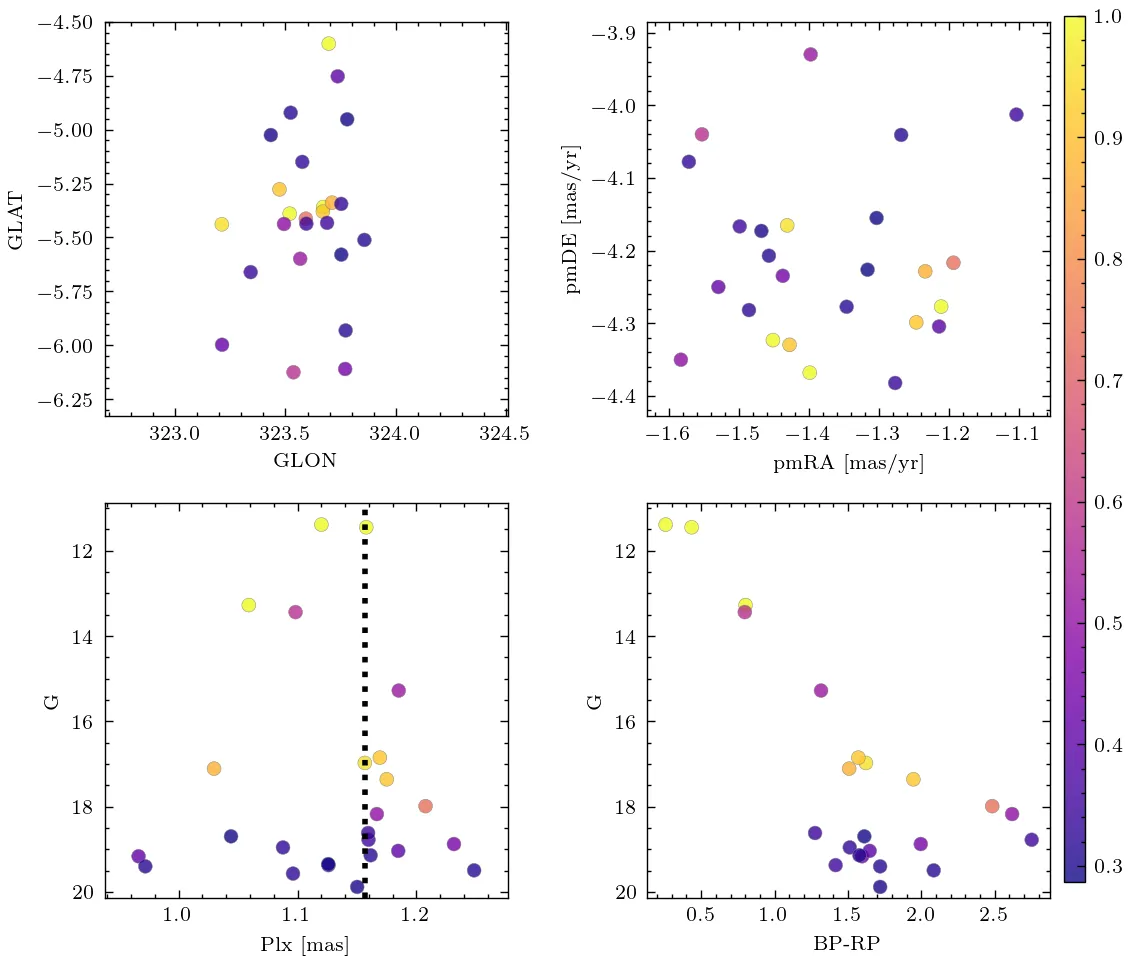 −4.50
−4.75
−5.00
−5.25
−5.50
−5.75
−6.00
−6.25
GLAT
323.0 323.5 324.0 324.5
GLON
−3.9
−4.0
−4.1
−4.2
−4.3
−4.4
pmDE [mas/yr]
−1.6 −1.5 −1.4 −1.3 −1.2 −1.1
pmRA [mas/yr]
12
14
16
18
20
G
1.0 1.1 1.2
Plx [mas]
12
14
16
18
20
G
0.5 1.0 1.5 2.0 2.5
BP-RP
1.0
0.9
0.8
0.7
0.6
0.5
0.4
0.3